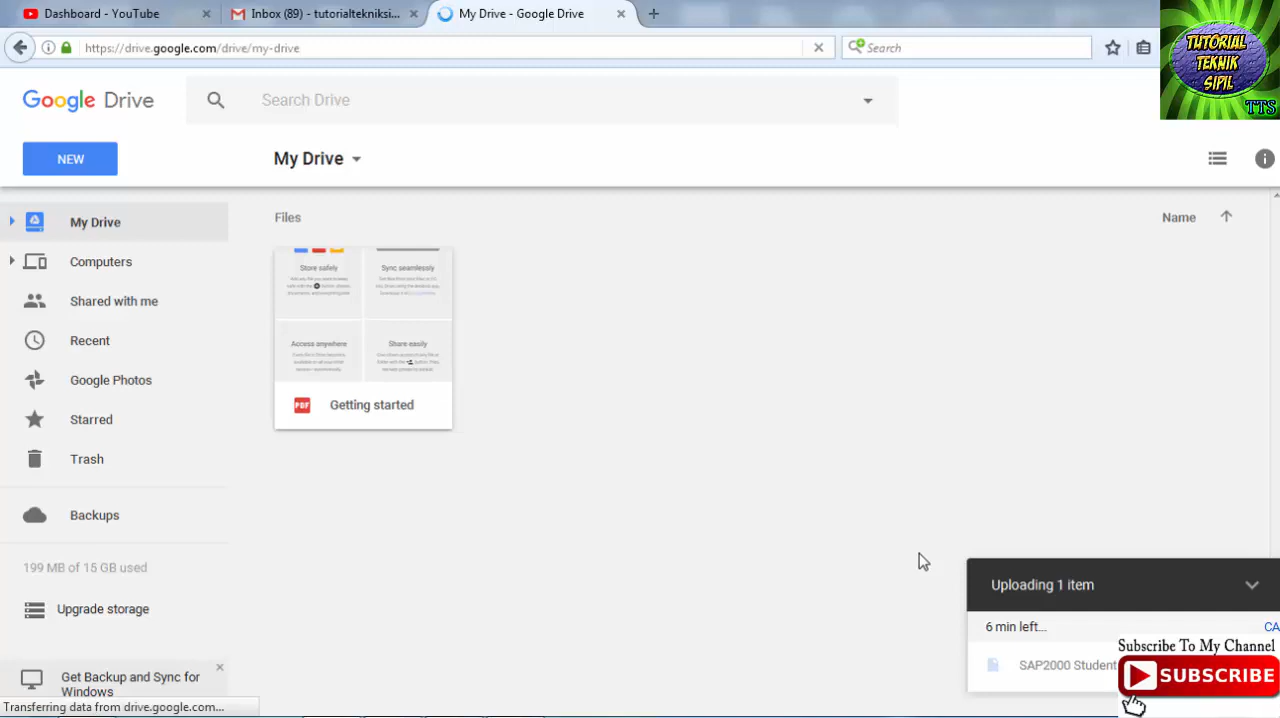 Dashboard - YouTube
Inbox (89) - tutorialtekniksi...
My Drive - Google Drive
https://drive.google.com/drive/my-drive
Search
TUTORIAL
TEKNIK
SIPIL
TTS
Google Drive
Search Drive
NEW
My Drive
My Drive
Computers
Shared with me
Recent
Google Photos
Starred
Trash
Backups
199 MB of 15 GB used
Upgrade storage
Get Backup and Sync for
Windows
Transferring data from drive.google.com...
Files
Name
Store safely
Sync seamlessly
Access anywhere
Share easily
PDF
Getting started
Uploading 1 item
6 min left...
CA
SAP2000 Student
Subscribe To My Channel
SUBSCRIBE